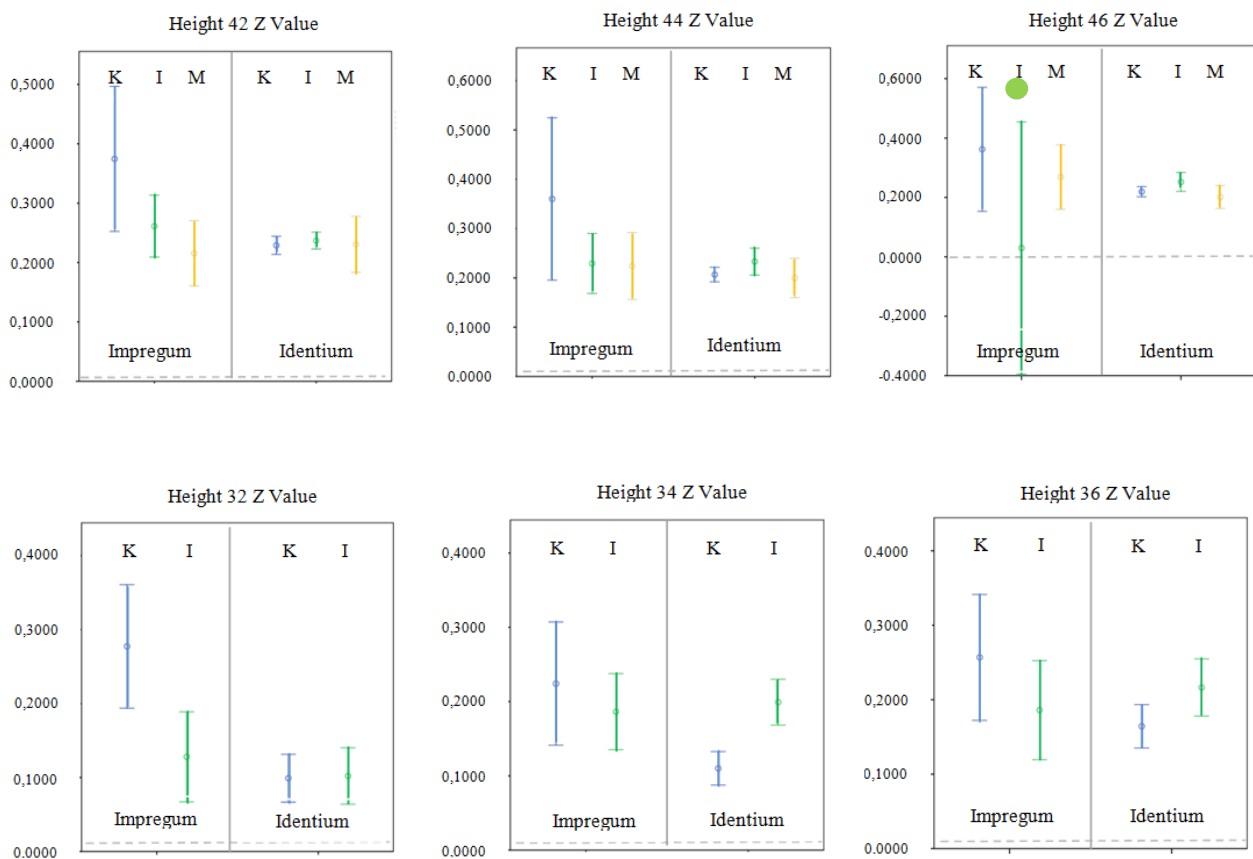 Height 42 Z Value
K I M K I M
0,5000
0,4000
0,3000
0,2000
0,1000
0.0000
Impregum Identium
Height 44 Z Value
K I M K I M
0,6000
0,5000
0,4000
0,3000
0,2000
0,1000
0.0000
Impregum Identium
Height 46 Z Value
K I M K I M
0,6000
0,4000
0,2000
0.0000
-0,2000
-0.4000
Impregum Identium
Height 32 Z Value
K I K I
0,4000
0,3000
0,2000
0,1000
0.0000
Impregum Identium
Height 34 Z Value
K I K I
0,4000
0,3000
0,2000
0,1000
0.0000
Impregum Identium
Height 36 Z Value
K I K I
0,4000
0,3000
0,2000
0,1000
0.0000
Impregum Identium